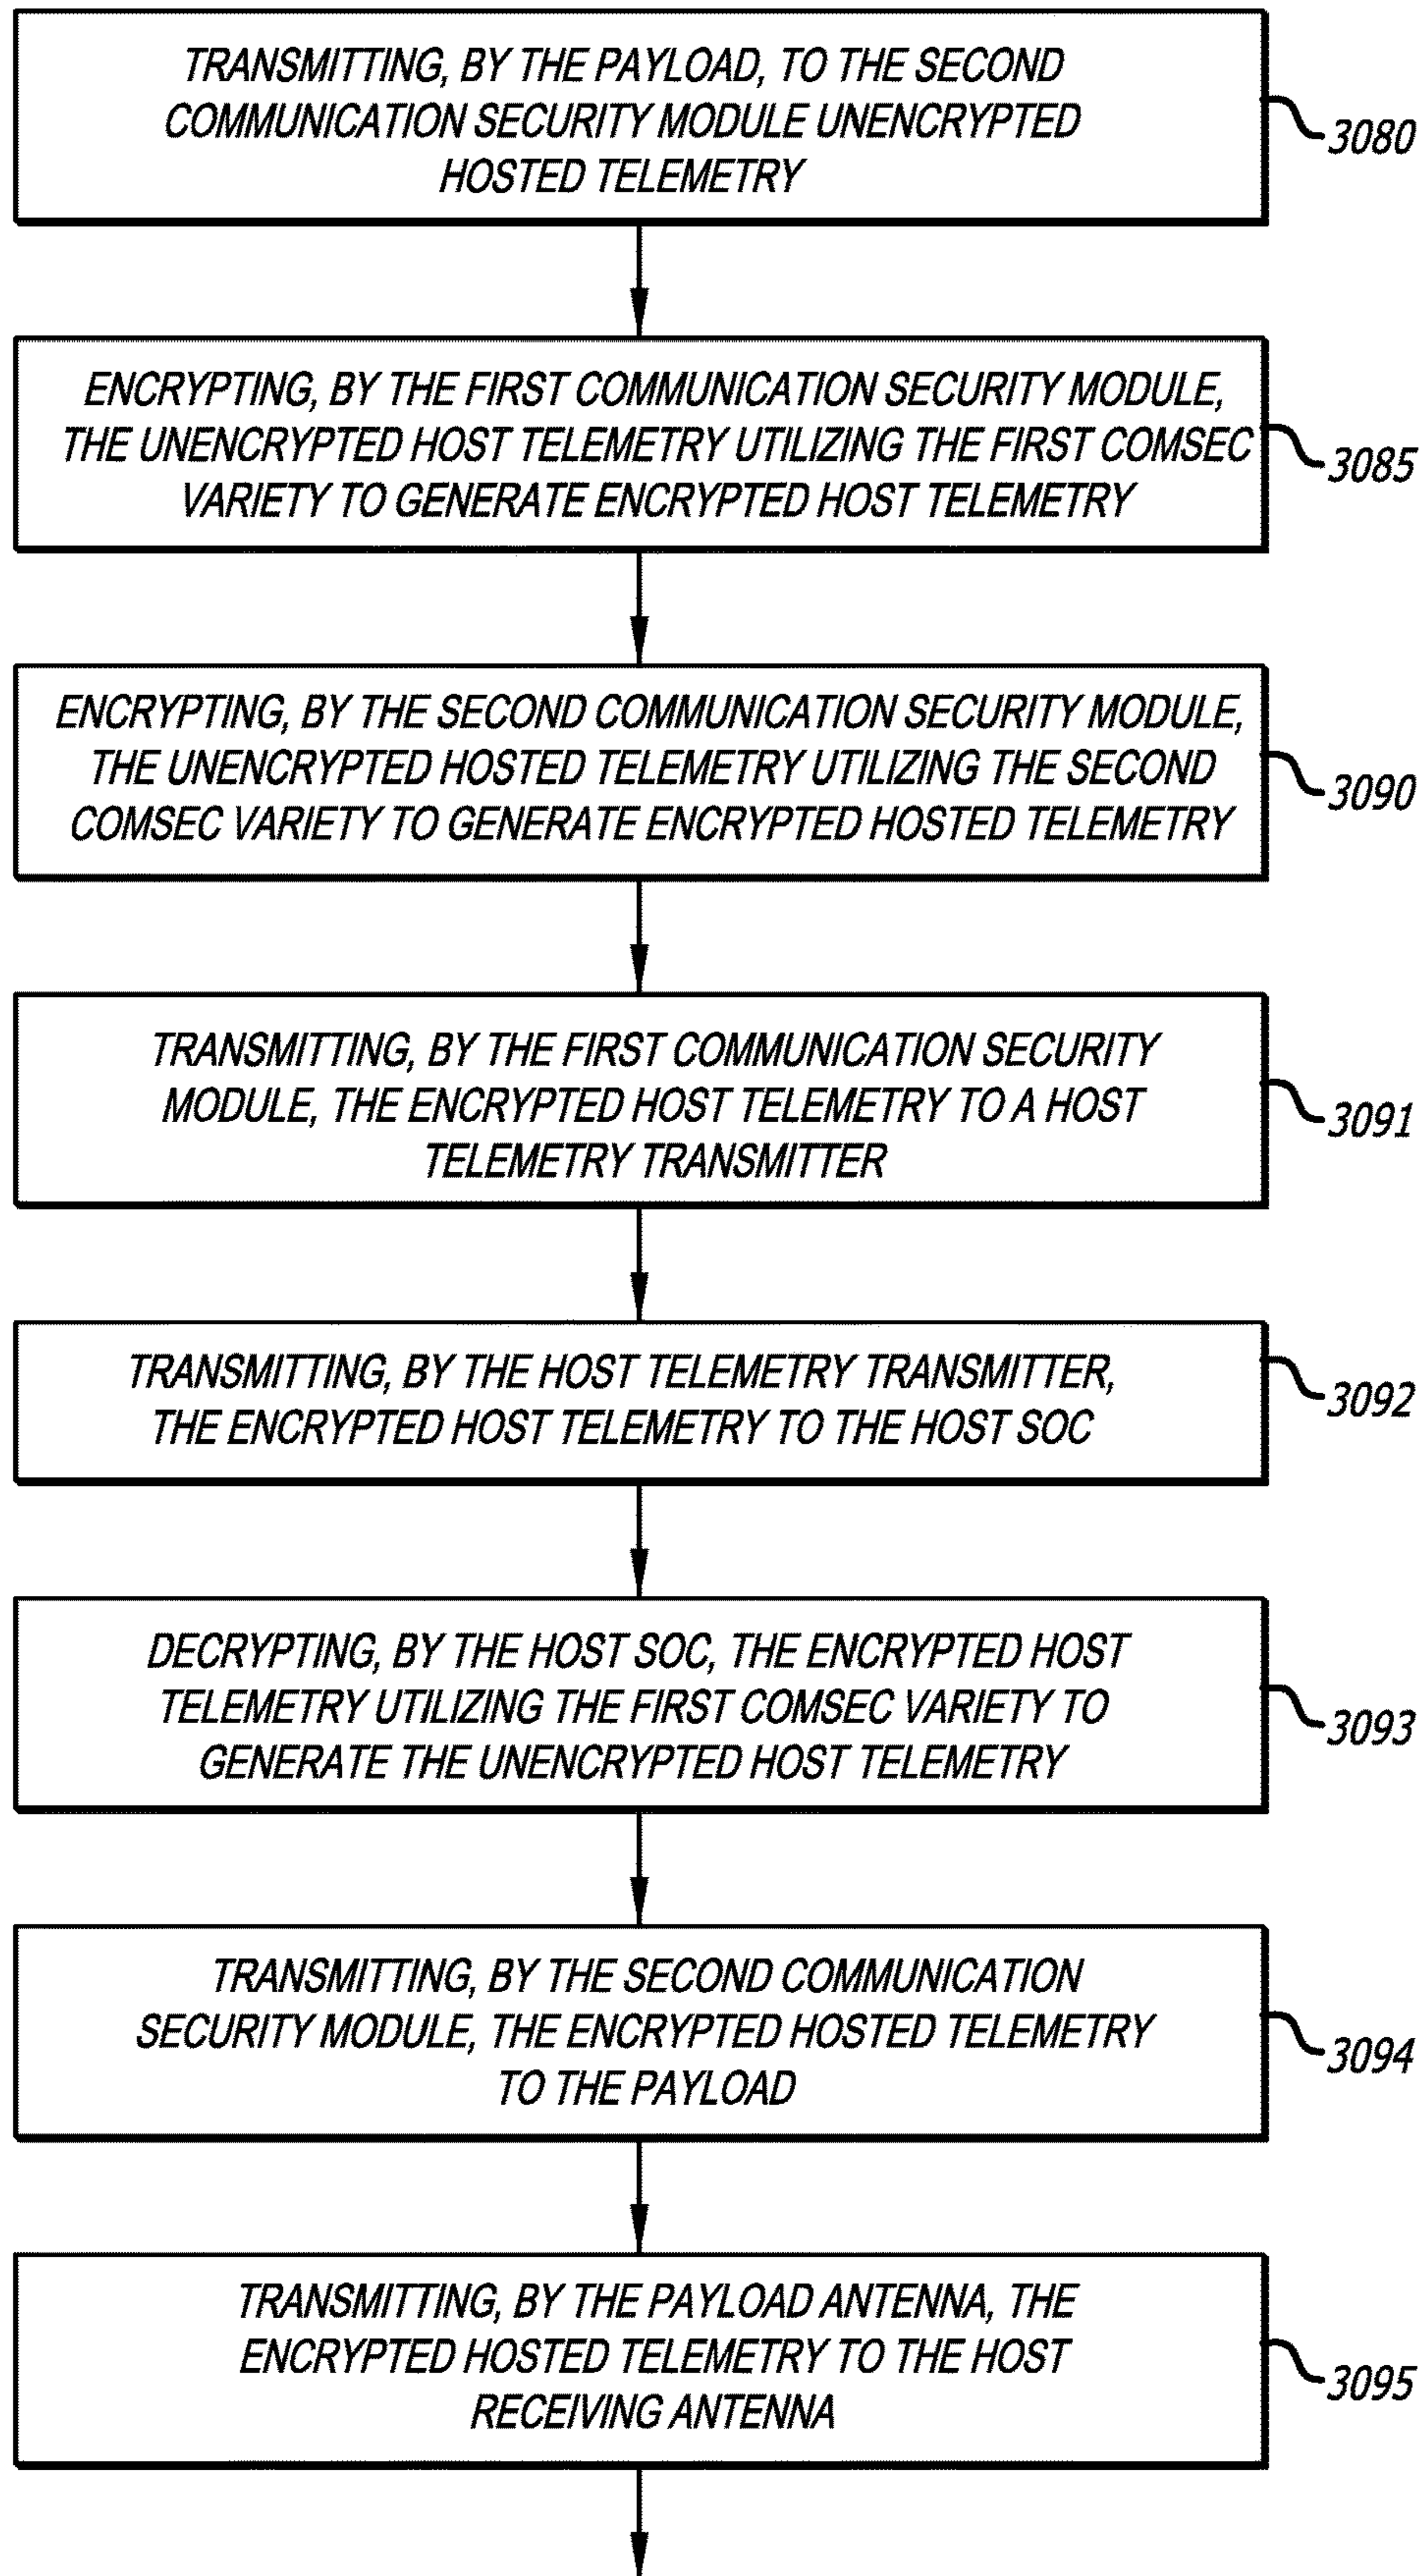 TRANSMITTING, BY THE PAYLOAD, TO THE SECOND
COMMUNICATION SECURITY MODULE UNENCRYPTED
HOSTED TELEMETRY
3080
ENCRYPTING, BY THE FIRST COMMUNICATION SECURITY MODULE,
THE UNENCRYPTED HOST TELEMETRY UTILIZING THE FIRST COMSEC
VARIETY TO GENERATE ENCRYPTED HOST TELEMETRY
3085
ENCRYPTING, BY THE SECOND COMMUNICATION SECURITY MODULE,
THE UNENCRYPTED HOSTED TELEMETRY UTILIZING THE SECOND
COMSEC VARIETY TO GENERATE ENCRYPTED HOSTED TELEMETRY
3090
TRANSMITTING, BY THE FIRST COMMUNICATION SECURITY
MODULE, THE ENCRYPTED HOST TELEMETRY TO A HOST
TELEMETRY TRANSMITTER
3091
TRANSMITTING, BY THE HOST TELEMETRY TRANSMITTER,
THE ENCRYPTED HOST TELEMETRY TO THE HOST SOC
3092
DECRYPTING, BY THE HOST SOC, THE ENCRYPTED HOST
TELEMETRY UTILIZING THE FIRST COMSEC VARIETY TO
GENERATE THE UNENCRYPTED HOST TELEMETRY
3093
TRANSMITTING, BY THE SECOND COMMUNICATION
SECURITY MODULE, THE ENCRYPTED HOSTED TELEMETRY
TO THE PAYLOAD
3094
TRANSMITTING, BY THE PAYLOAD ANTENNA, THE
ENCRYPTED HOSTED TELEMETRY TO THE HOST
RECEIVING ANTENNA
3095